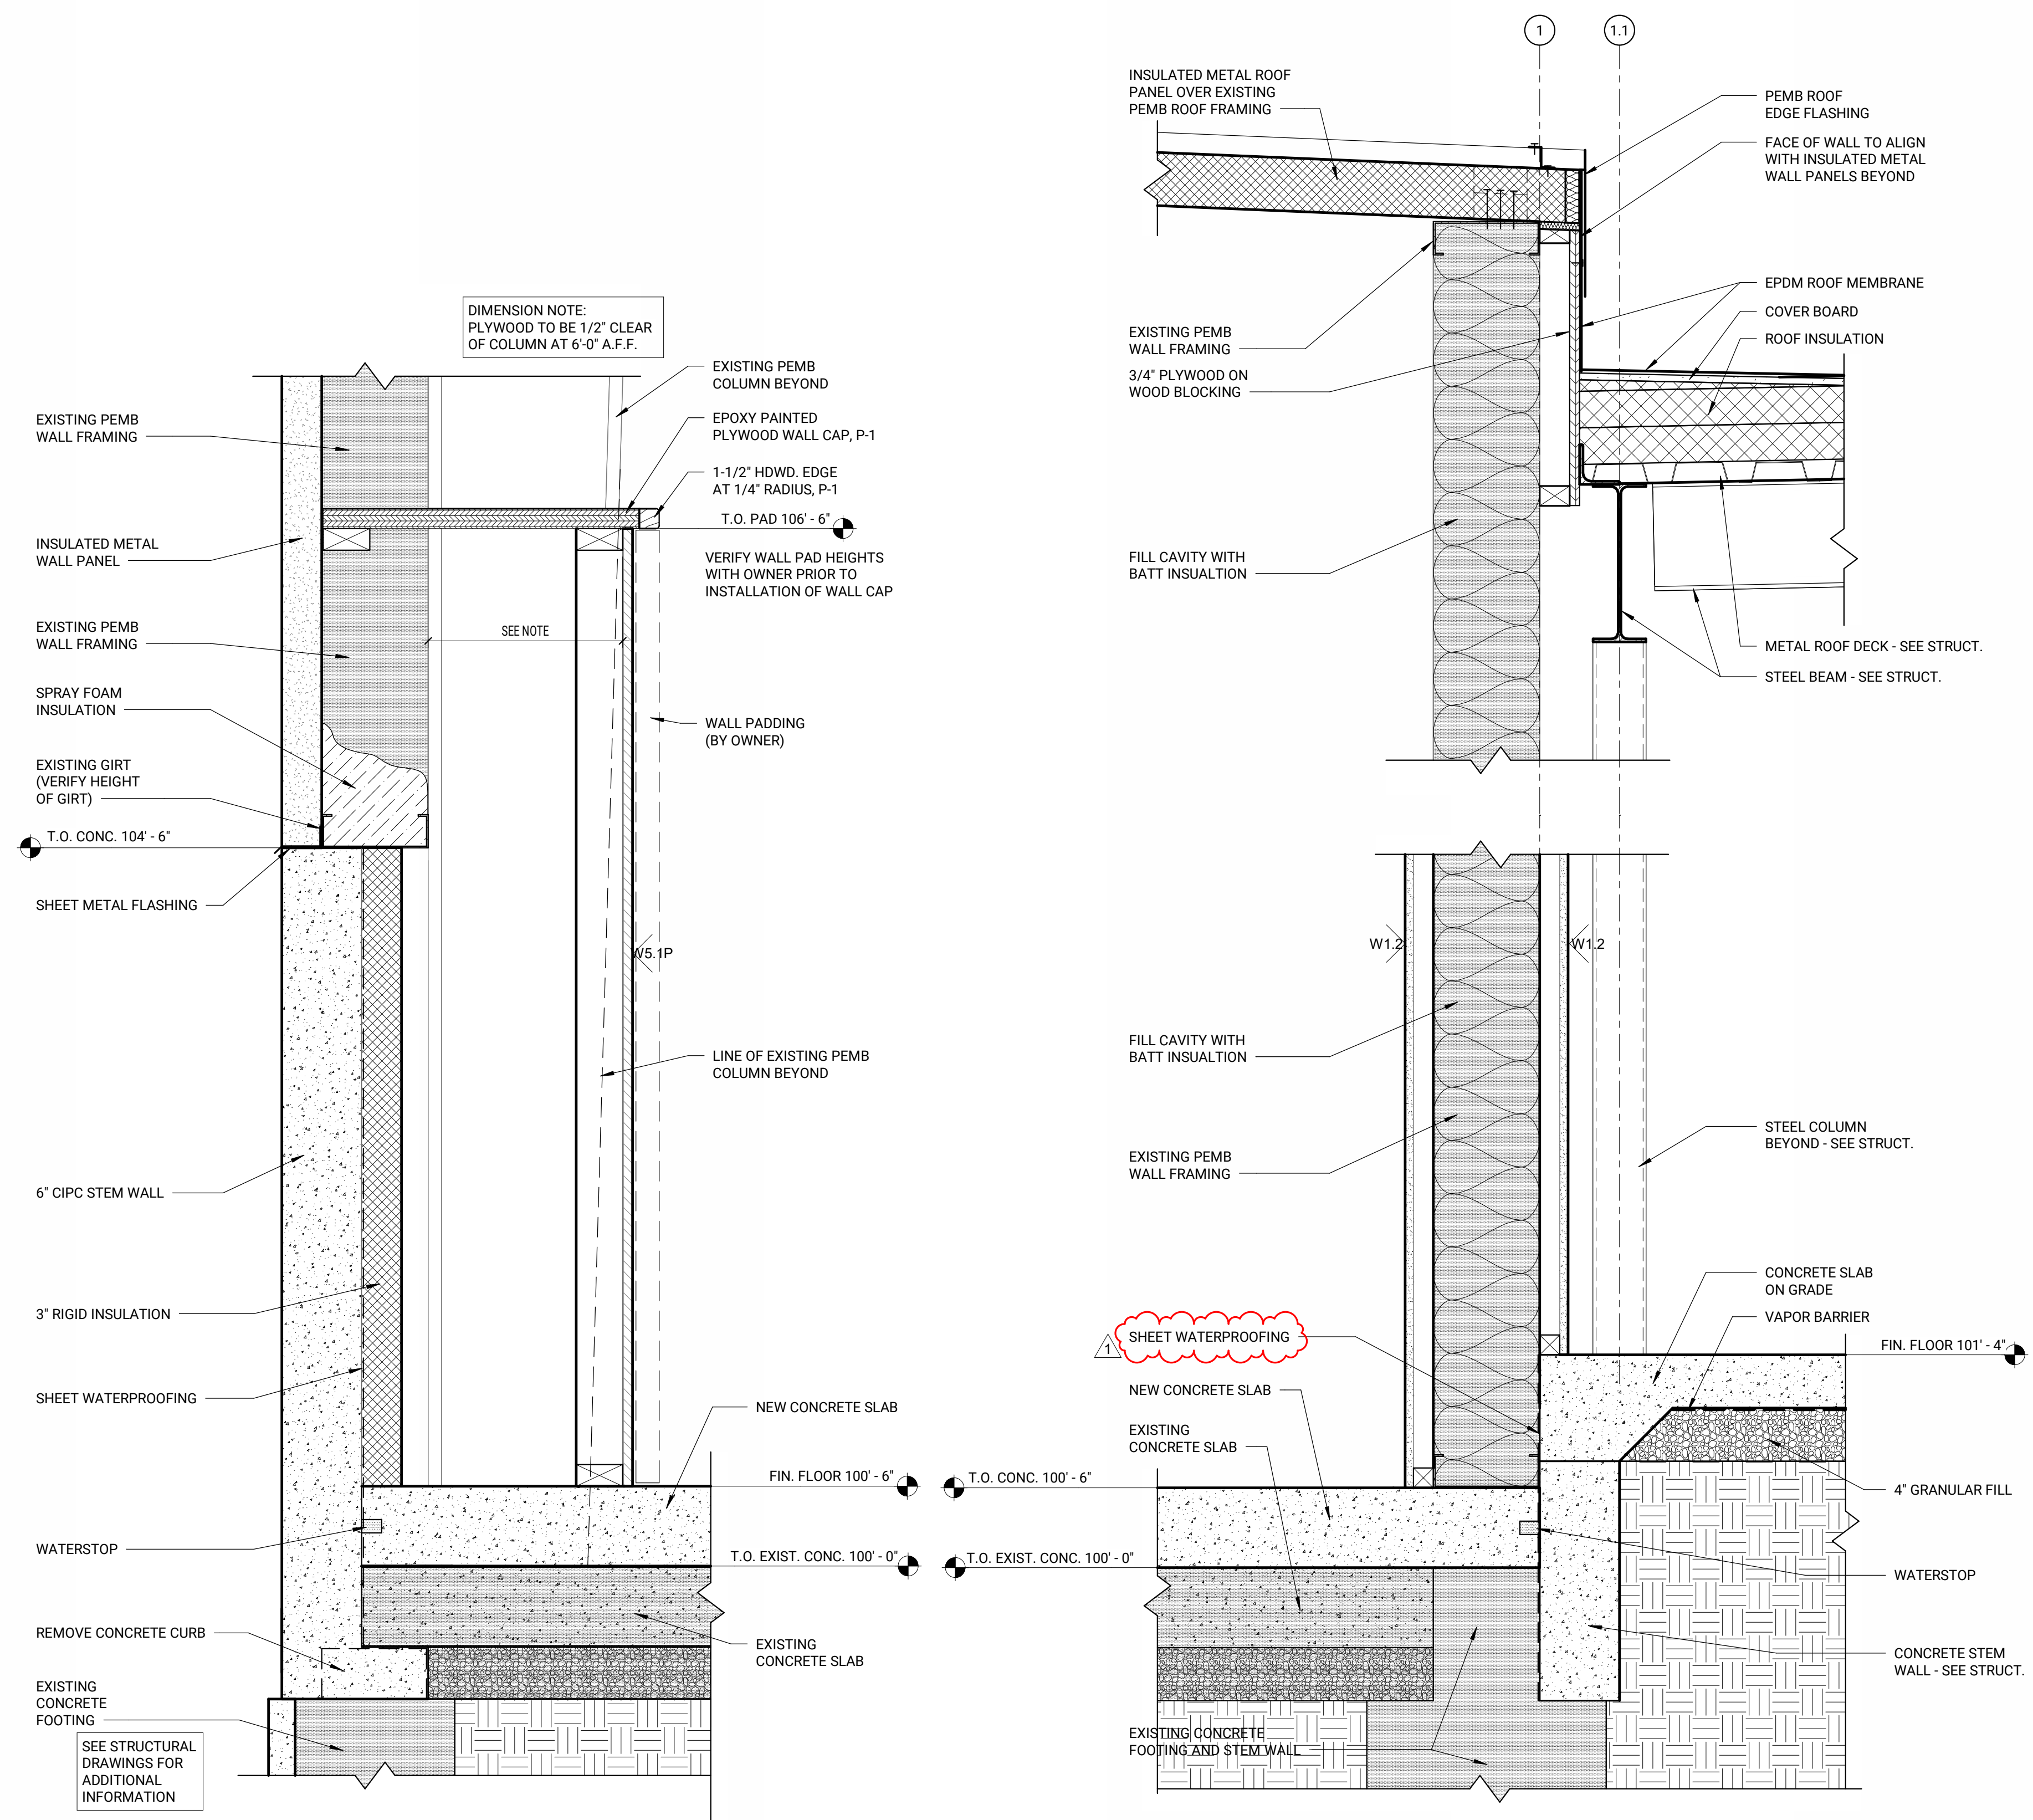 DIMENSION NOTE:
PLYWOOD TO BE 1/2" CLEAR
OF COLUMN AT 6'-0" A.F.F.
EXISTING PEMB
COLUMN BEYOND
EPOXY PAINTED
PLYWOOD WALL CAP, P-1
1-1/2" HDWD. EDGE
AT 1/4" RADIUS, P-1
T.O. PAD 106' - 6"
VERIFY WALL PAD HEIGHTS
WITH OWNER PRIOR TO
INSTALLATION OF WALL CAP
EXISTING PEMB
WALL FRAMING
INSULATED METAL
WALL PANEL
EXISTING PEMB
WALL FRAMING
SEE NOTE
SPRAY FOAM
INSULATION
WALL PADDING
(BY OWNER)
EXISTING GIRT
(VERIFY HEIGHT
OF GIRT)
T.O. CONC. 104' - 6"
SHEET METAL FLASHING
W5.1P
LINE OF EXISTING PEMB
COLUMN BEYOND
6" CIPC STEM WALL
3" RIGID INSULATION
SHEET WATERPROOFING
NEW CONCRETE SLAB
FIN. FLOOR 100' - 6"
WATERSTOP
T.O. EXIST. CONC. 100' - 0"
REMOVE CONCRETE CURB
EXISTING
CONCRETE SLAB
EXISTING
CONCRETE
FOOTING
SEE STRUCTURAL
DRAWINGS FOR
ADDITIONAL
INFORMATION
1
1.1
INSULATED METAL ROOF
PANEL OVER EXISTING
PEMB ROOF FRAMING
PEMB ROOF
EDGE FLASHING
FACE OF WALL TO ALIGN
WITH INSULATED METAL
WALL PANELS BEYOND
EPDM ROOF MEMBRANE
COVER BOARD
ROOF INSULATION
EXISTING PEMB
WALL FRAMING
3/4" PLYWOOD ON
WOOD BLOCKING
FILL CAVITY WITH
BATT INSUALTION
METAL ROOF DECK - SEE STRUCT.
STEEL BEAM - SEE STRUCT.
W1.2
W1.2
FILL CAVITY WITH
BATT INSUALTION
EXISTING PEMB
WALL FRAMING
STEEL COLUMN
BEYOND - SEE STRUCT.
CONCRETE SLAB
ON GRADE
VAPOR BARRIER
1
SHEET WATERPROOFING
FIN. FLOOR 101' - 4"
NEW CONCRETE SLAB
EXISTING
CONCRETE SLAB
T.O. CONC. 100' - 6"
4" GRANULAR FILL
T.O. EXIST. CONC. 100' - 0"
WATERSTOP
CONCRETE STEM
WALL - SEE STRUCT.
EXISTING CONCRETE
FOOTING AND STEM WALL